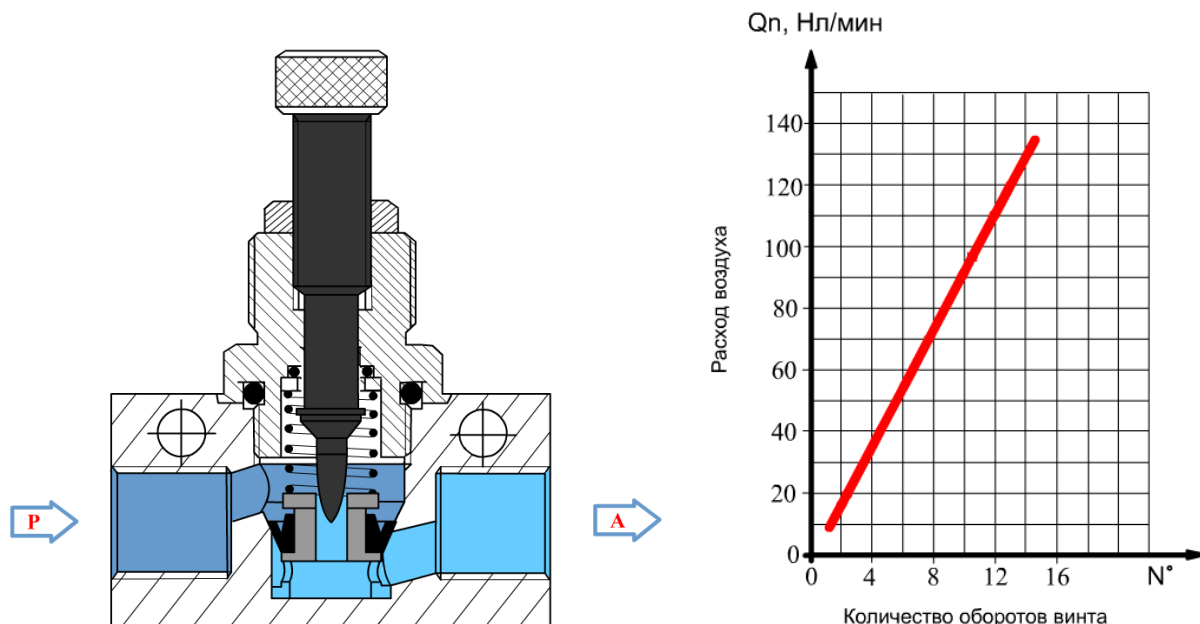 P
A
Qn, Нл/мин
Расход воздуха
140
120
100
80
60
40
20
0
0 4 8 12 16 N°
Количество оборотов винта